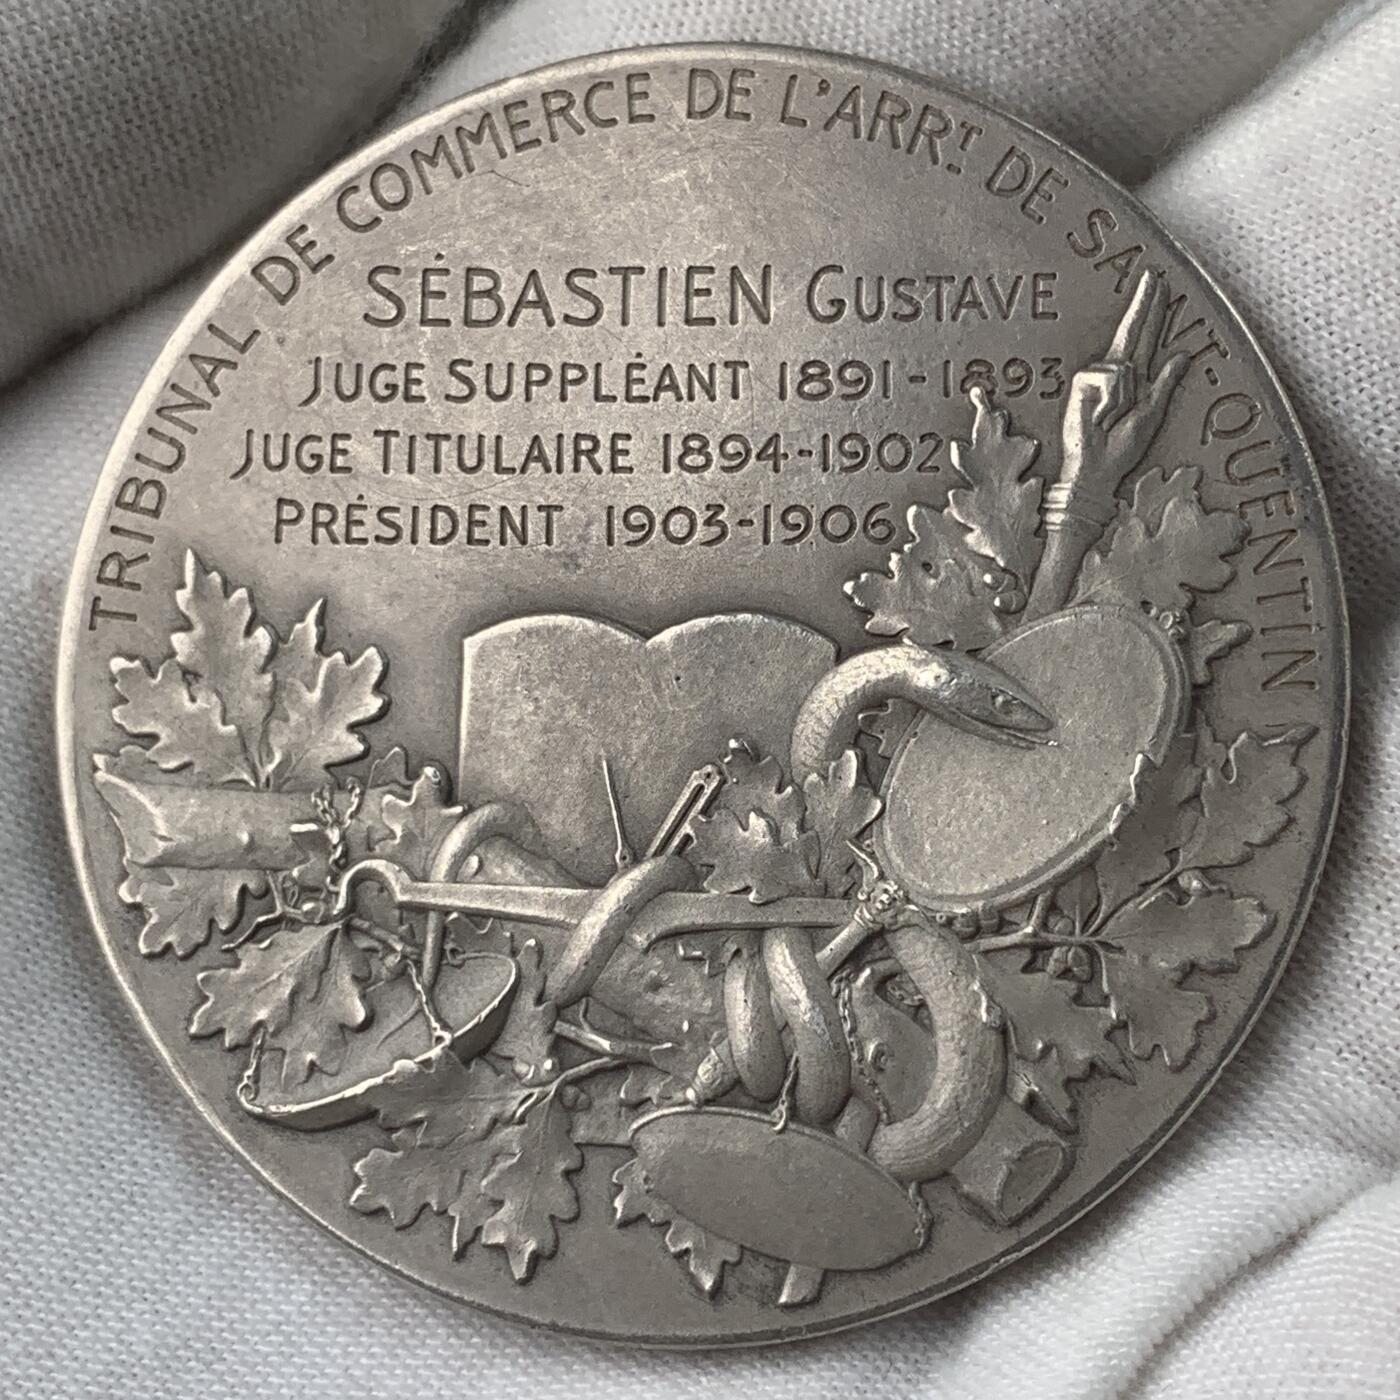 TRIBUNAL DE COMMERCE DE L'ARRT DE SAINT-QUENTIN
SÉBASTIEN GUSTAVE
JUGE SUPPLÉANT 1891-1893
JUGE TITULAIRE 1894-1902
PRÉSIDENT 1903-1906